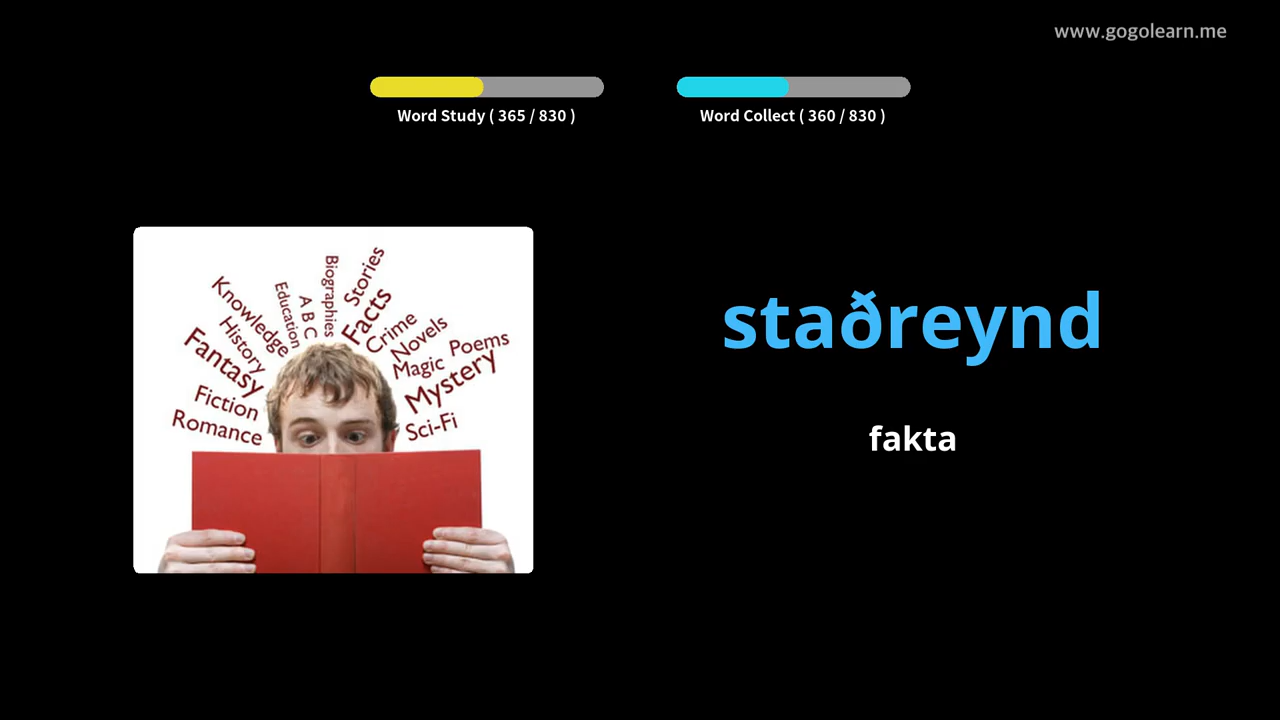 www.gogolearn.me
Word Study ( 365 / 830 )
Word Collect ( 360 / 830 )
Stories
Biographies
Facts
A B C
Education
Knowledge
Crime
History
Novels
Poems
Fantasy
Magic
Mystery
Fiction
Sci-Fi
Romance
staðreynd
fakta